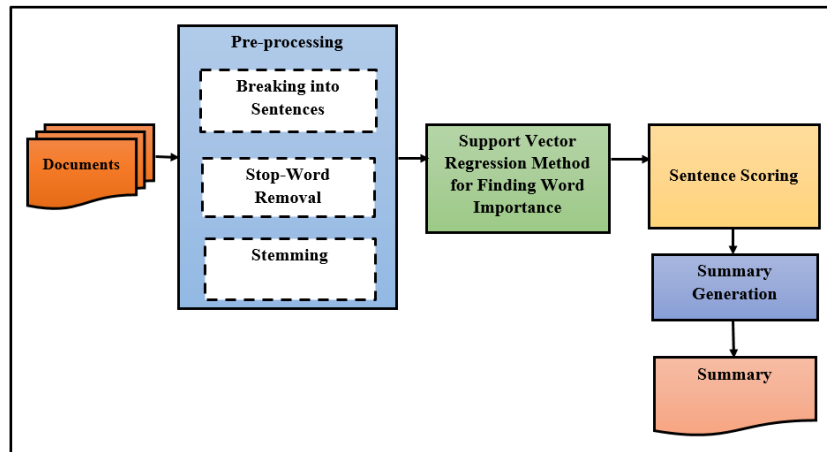 Documents
Pre-processing
Breaking into
Sentences
Stop-Word
Removal
Stemming
Support Vector
Regression Method
for Finding Word
Importance
Sentence Scoring
Summary
Generation
Summary